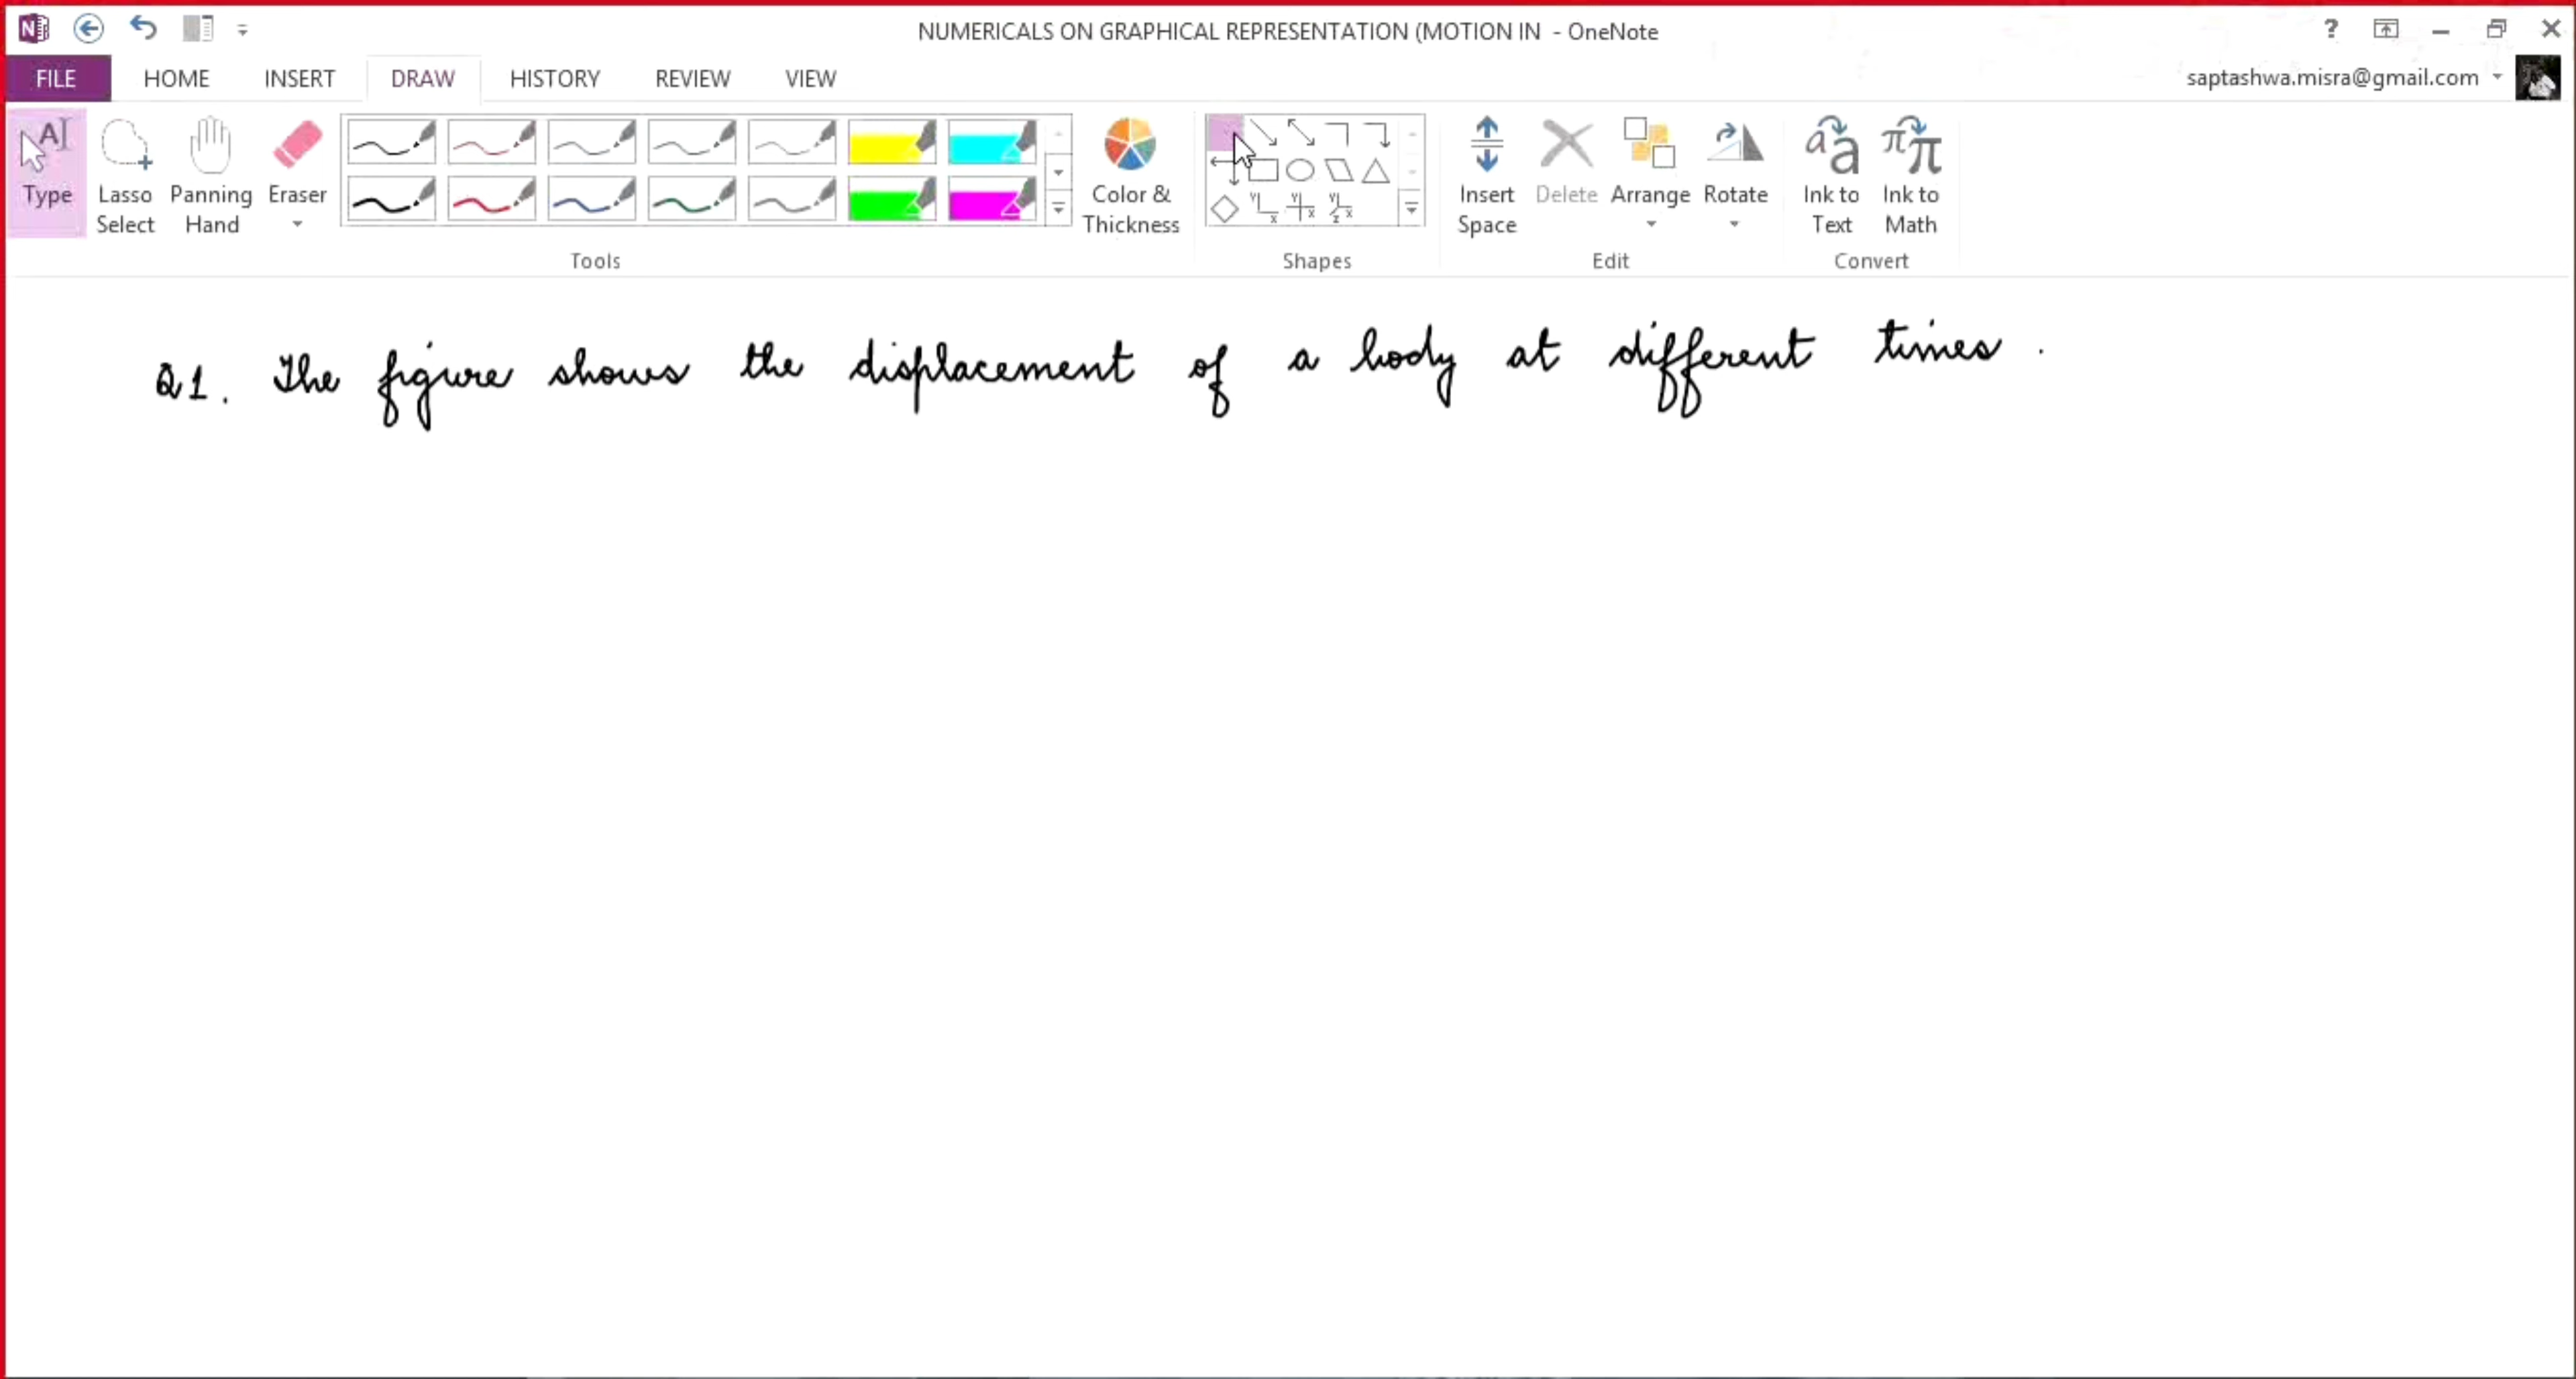 NUMERICALS ON GRAPHICAL REPRESENTATION (MOTION IN - OneNote
?
FILE HOME INSERT DRAW HISTORY REVIEW VIEW
saptashwa.misra@gmail.com
Type
Lasso Select
Panning Hand
Eraser
Color & Thickness
Insert Space
Delete
Arrange
Rotate
Ink to Text
Ink to Math
Tools
Shapes
Edit
Convert
Q1. The figure shows the displacement of a body at different times.